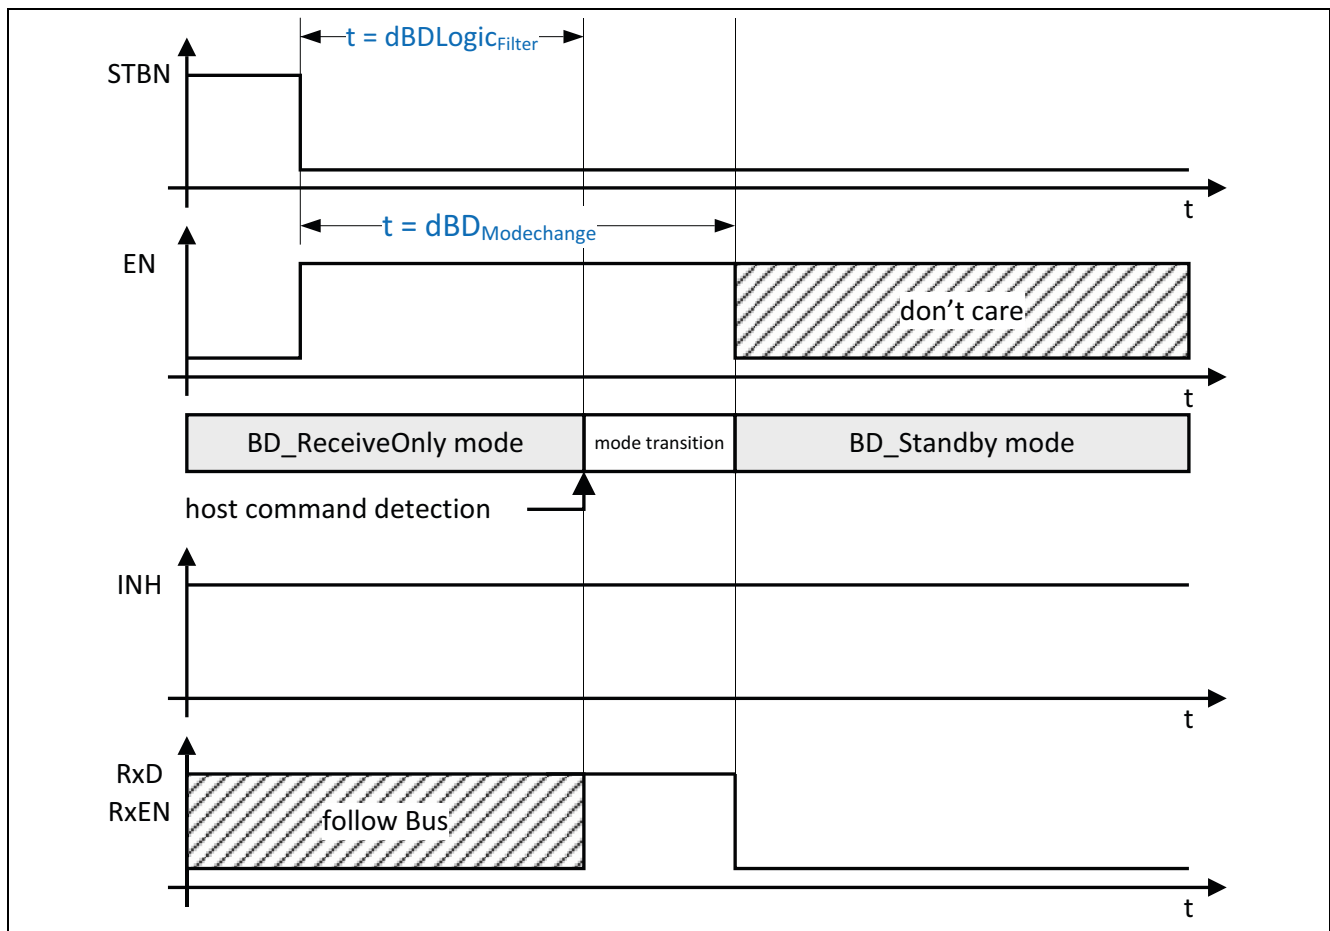 t = dBDLogicFilter
STBN
t
t = dBDModechange
EN
don't care
t
BD_ReceiveOnly mode
mode transition
BD_Standby mode
host command detection
INH
t
RxD
RxEN
follow Bus
t